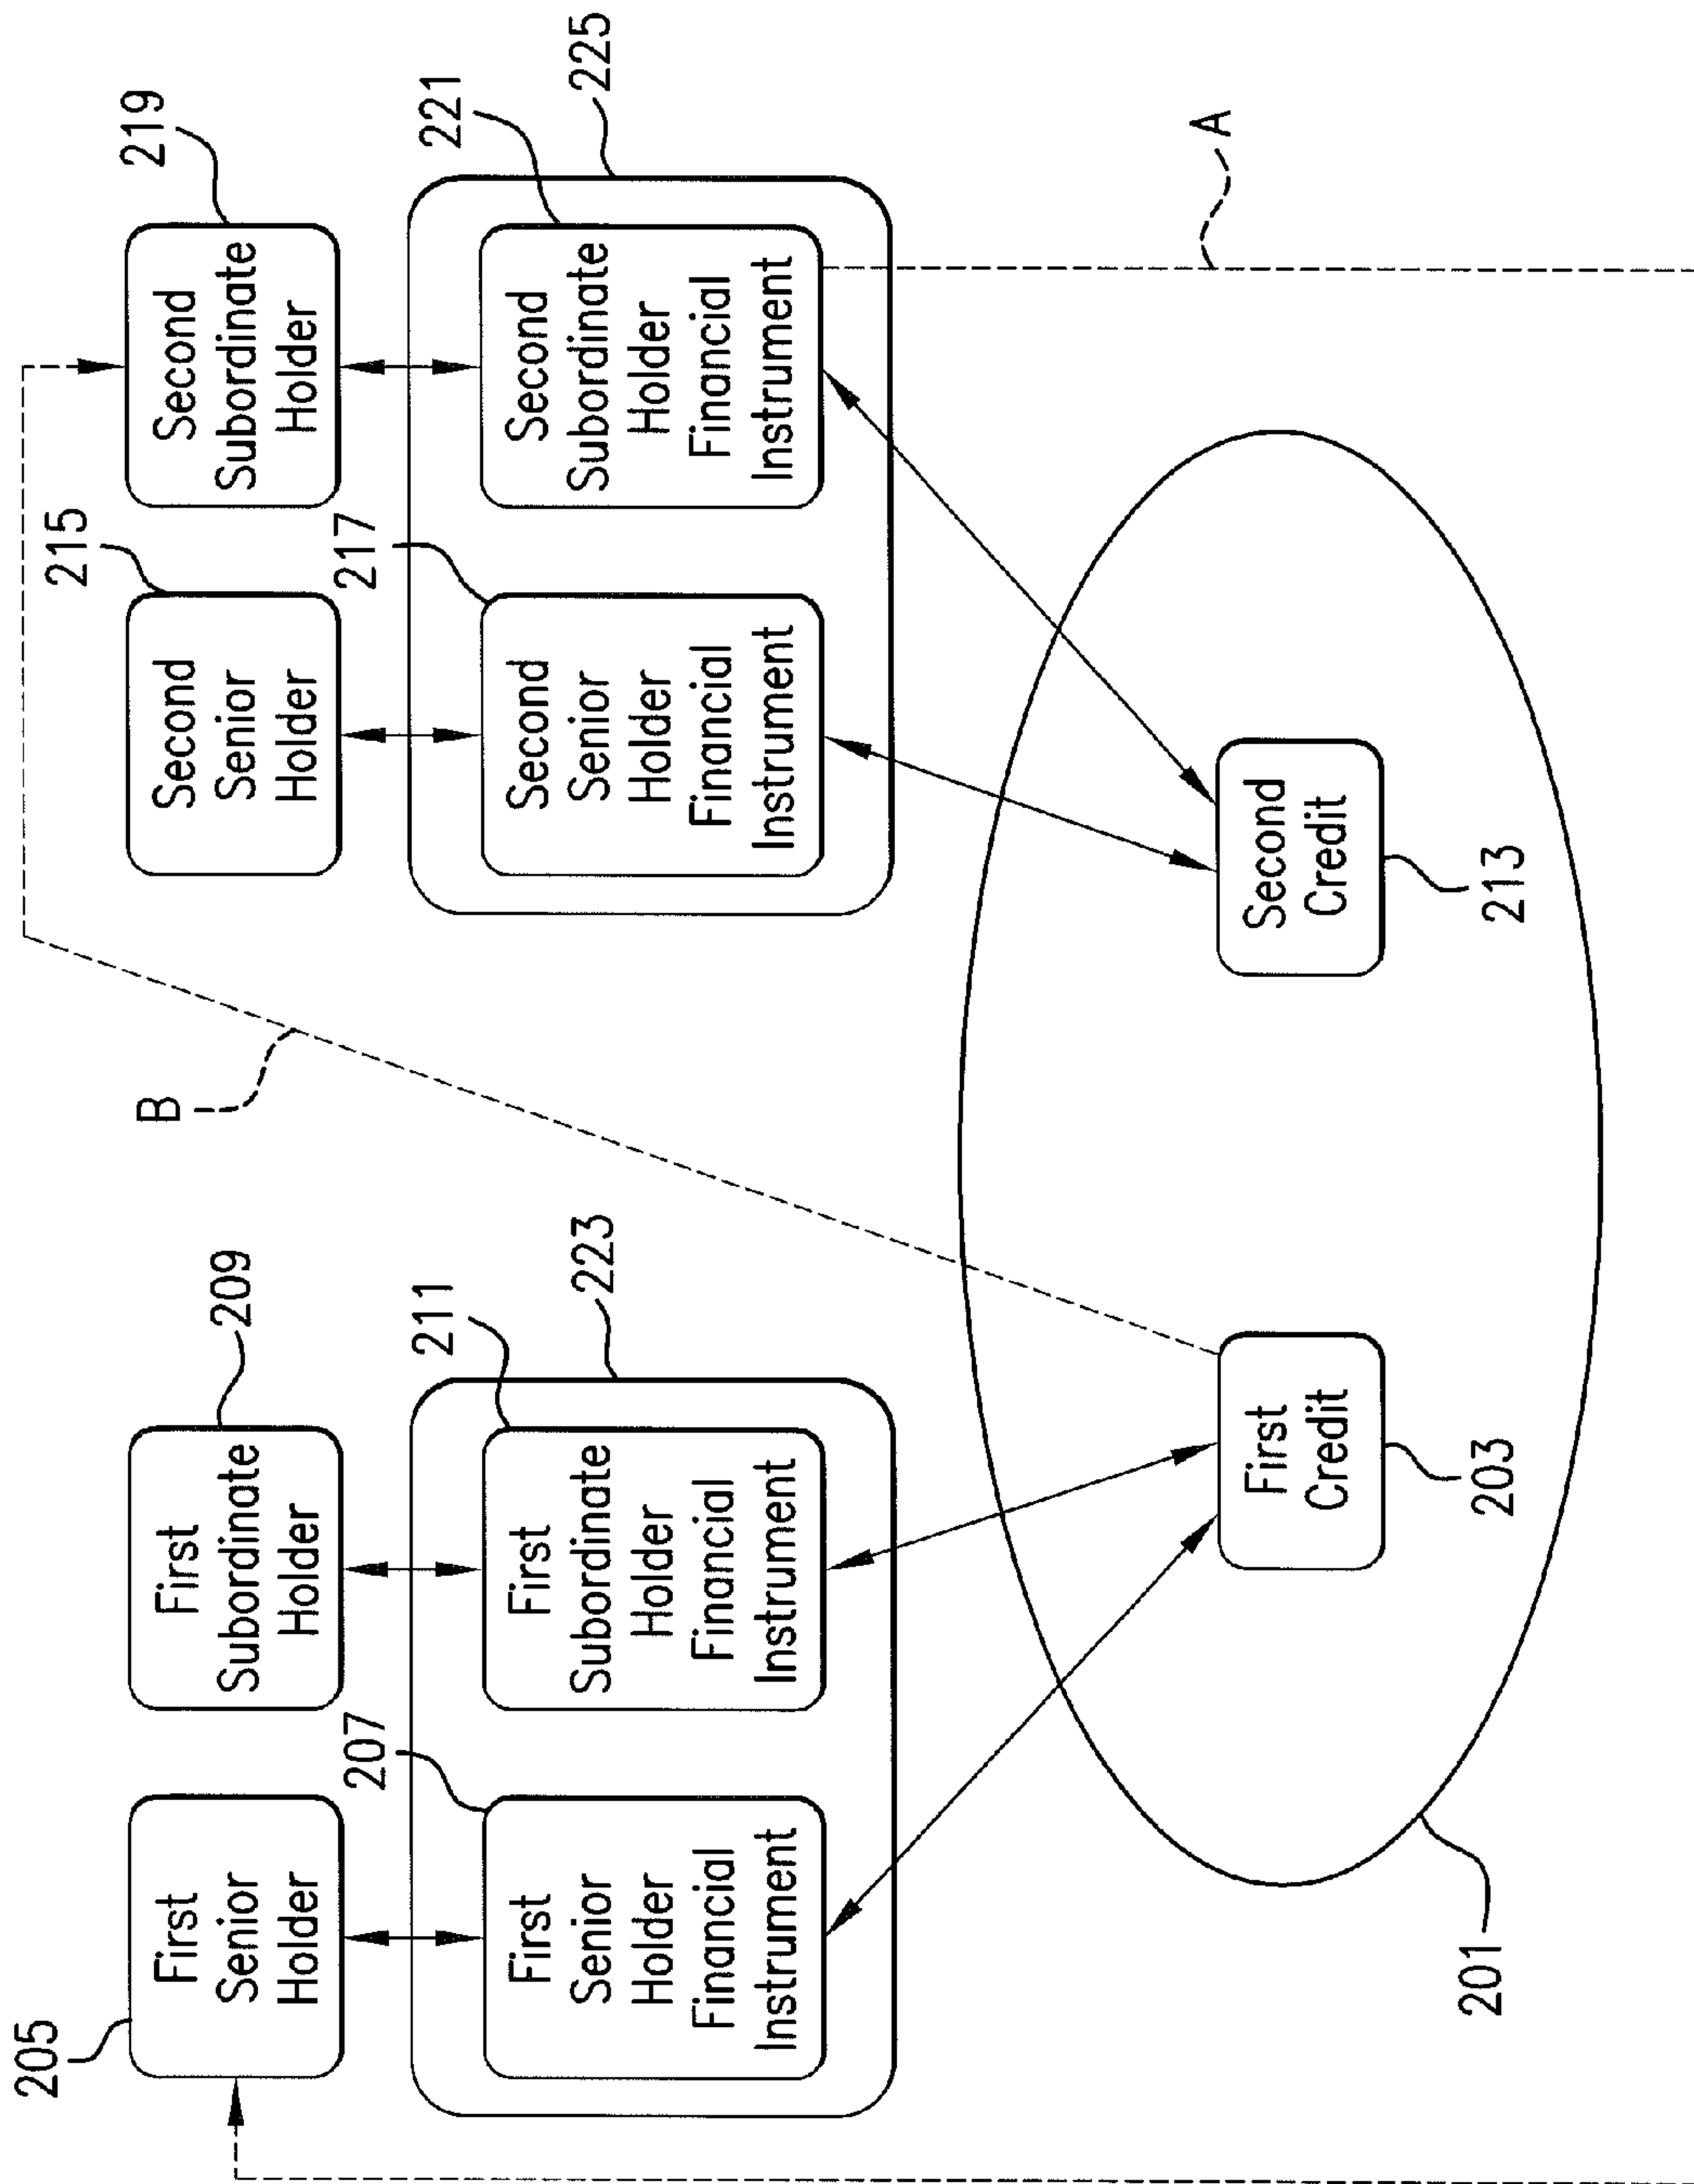 205
First
Senior
Holder
209
First
Subordinate
Holder
B
215
Second
Senior
Holder
219
Second
Subordinate
Holder
207
First
Senior
Holder
Financial
Instrument
211
First
Subordinate
Holder
Financial
Instrument
223
217
Second
Senior
Holder
Financial
Instrument
221
Second
Subordinate
Holder
Financial
Instrument
225
A
First
Credit
203
Second
Credit
213
201